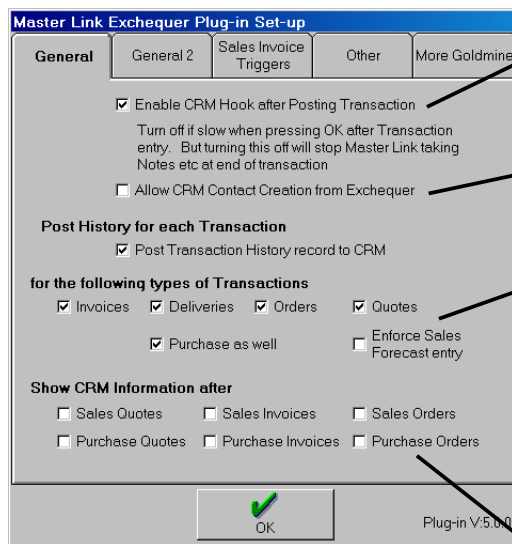 Master Link Exchequer Plug-in Set-up
General
General 2
Sales Invoice
Triggers
Other
More Goldmine
Enable CRM Hook after Posting Transaction
Turn off if slow when pressing OK after Transaction
entry. But turning this off will stop Master Link taking
Notes etc at end of transaction
Allow CRM Contact Creation from Exchequer
Post History for each Transaction
Post Transaction History record to CRM
for the following types of Transactions
Invoices Deliveries Orders Quotes
Purchase as well
Enforce Sales
Forecast entry
Show CRM Information after
Sales Quotes Sales Invoices Sales Orders
Purchase Quotes Purchase Invoices Purchase Orders
OK
Plug-in V:5.0.0